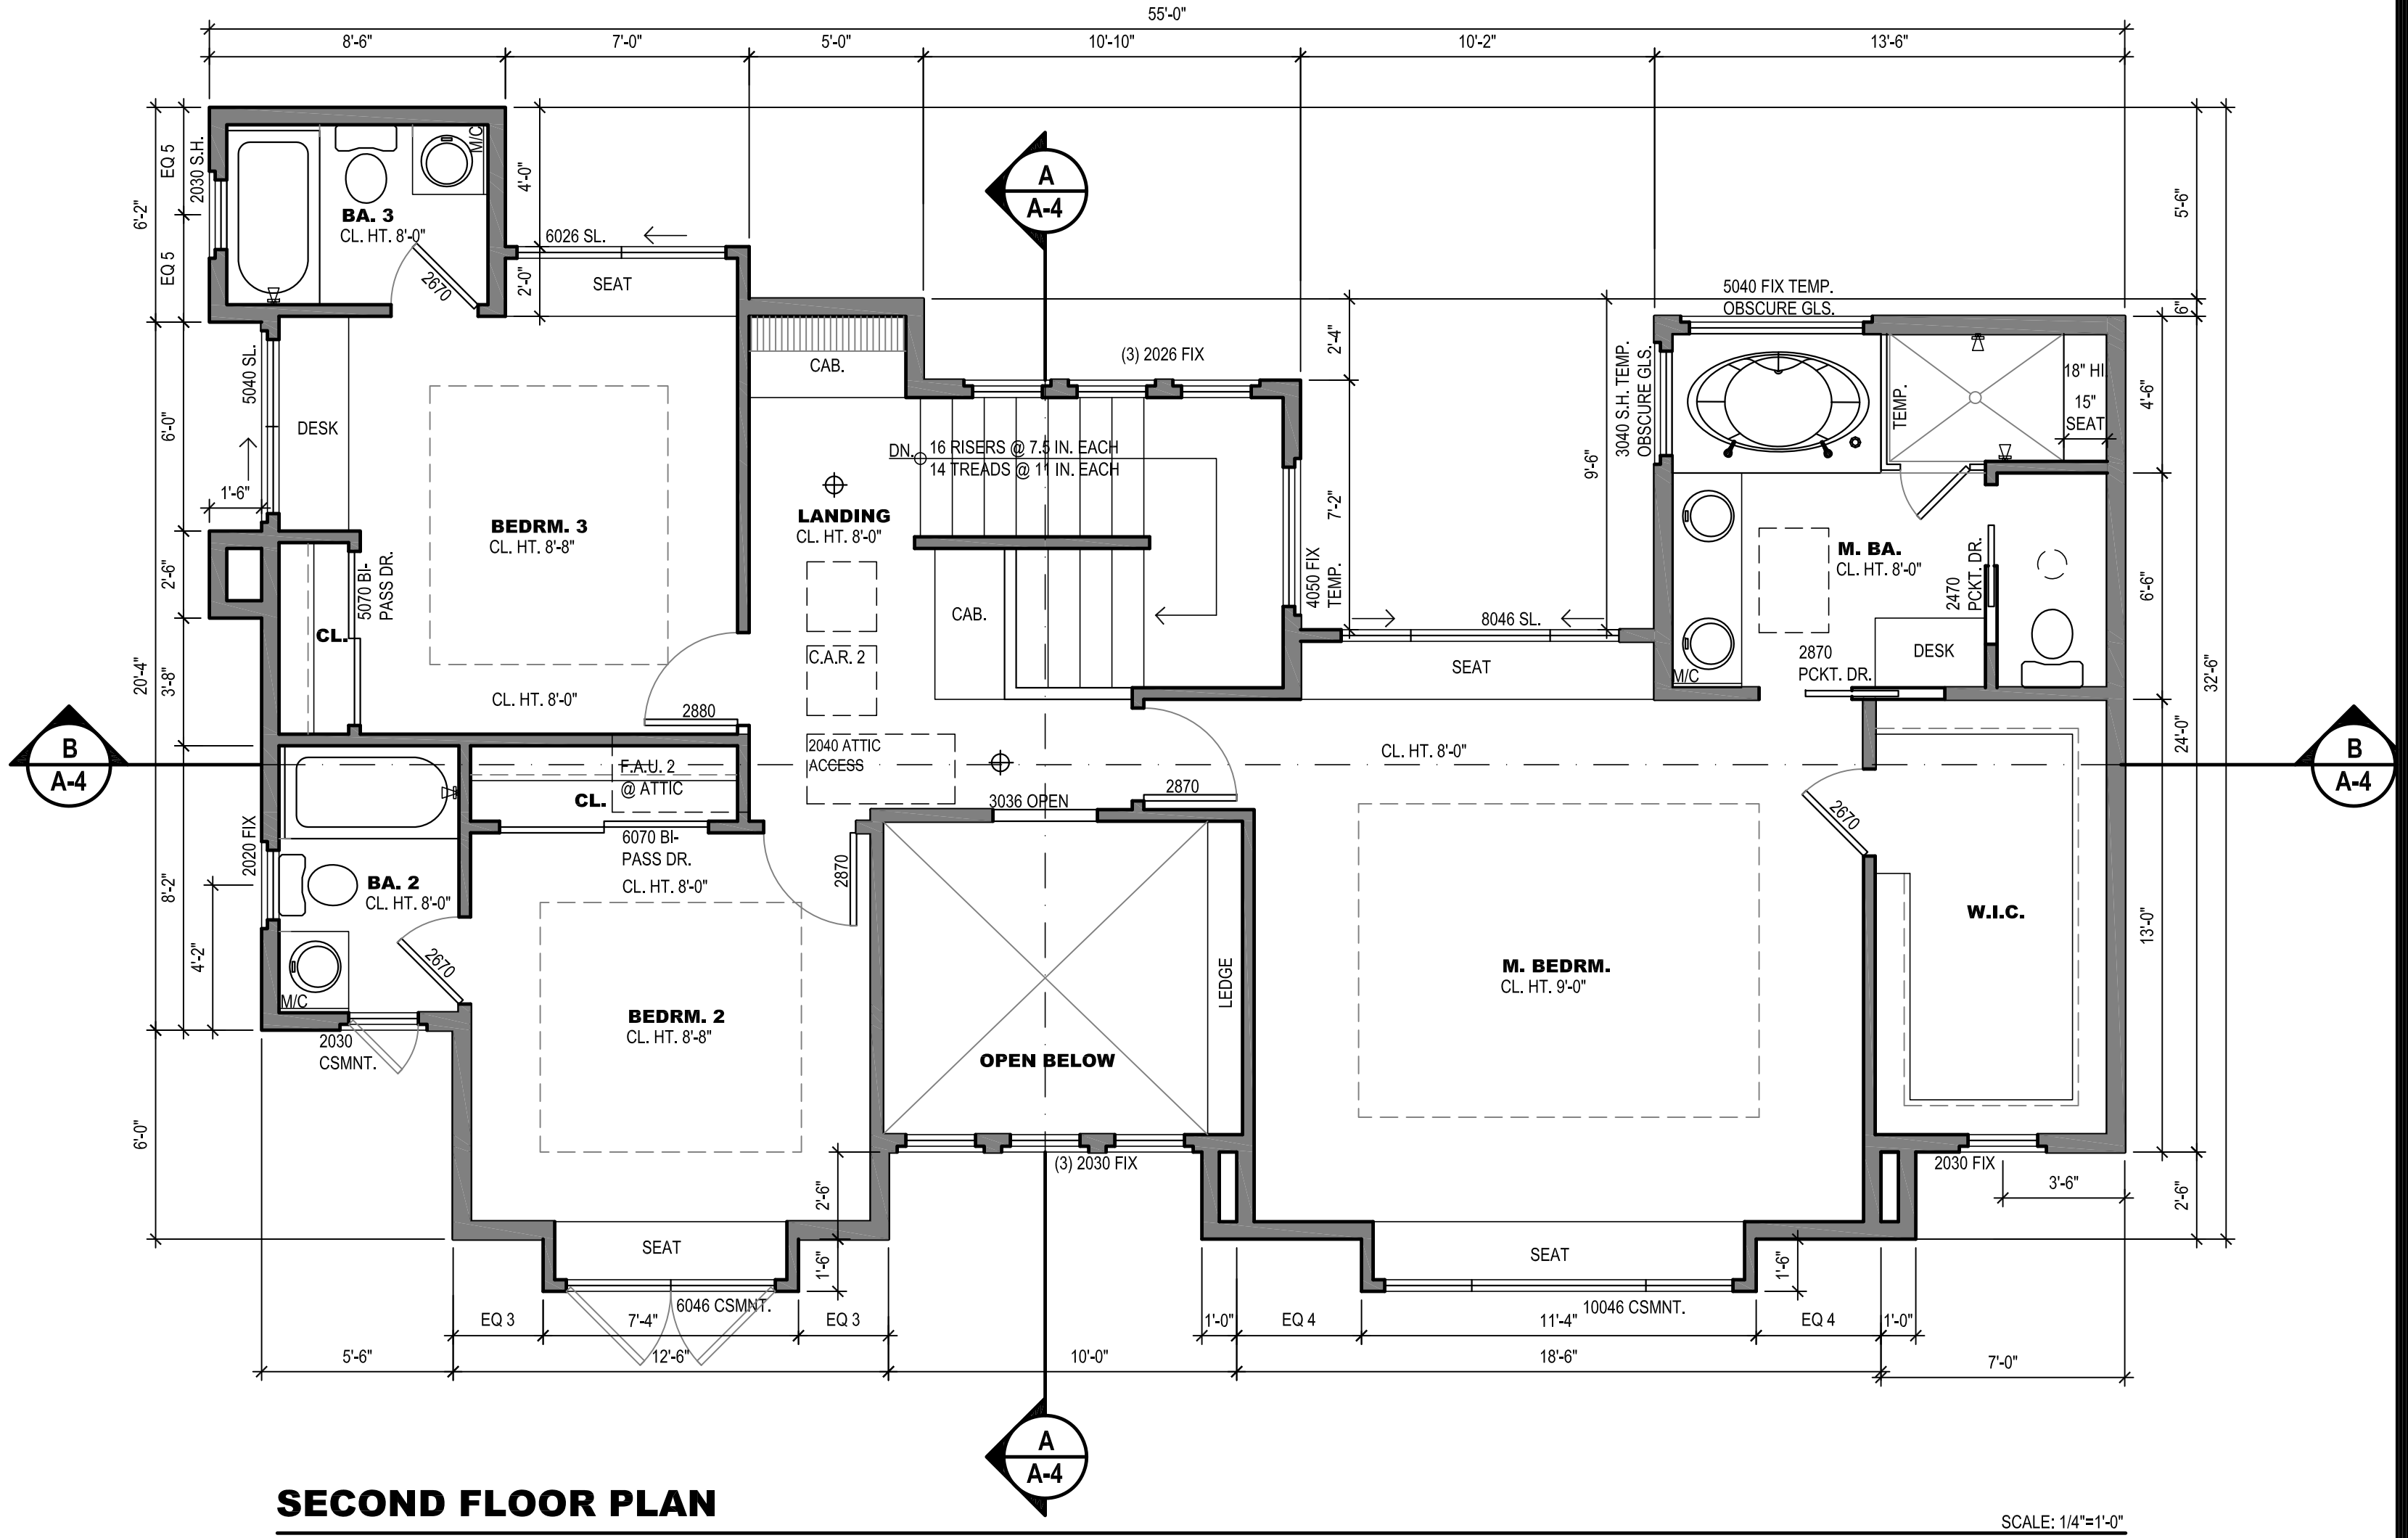 55'-0"
8'-6"
7'-0"
5'-0"
10'-10"
10'-2"
13'-6"
EQ 5
2030 S.H.
6'-2"
EQ 5
M/C
BA. 3
CL. HT. 8'-0"
2670
4'-0"
2'-0"
6026 SL.
SEAT
A
A-4
5'-6"
6"
5040 FIX TEMP.
OBSCURE GLS.
2'-4"
(3) 2026 FIX
CAB.
5040 SL.
6'-0"
DESK
1'-6"
3040 S.H. TEMP.
OBSCURE GLS.
TEMP.
18" HI
15"
SEAT
4'-6"
DN.
16 RISERS @ 7.5 IN. EACH
14 TREADS @ 11 IN. EACH
9'-6"
7'-2"
BEDRM. 3
CL. HT. 8'-8"
LANDING
CL. HT. 8'-0"
M. BA.
CL. HT. 8'-0"
2'-6"
5070 BI-
PASS DR.
CL.
4050 FIX
TEMP.
2470
PCKT. DR.
6'-6"
CAB.
8046 SL.
SEAT
C.A.R. 2
2870
PCKT. DR.
DESK
M/C
20'-4"
3'-8"
32'-6"
CL. HT. 8'-0"
2880
24'-0"
B
A-4
2040 ATTIC
ACCESS
CL. HT. 8'-0"
B
A-4
F.A.U. 2
@ ATTIC
CL.
2870
3036 OPEN
2670
2020 FIX
6070 BI-
PASS DR.
CL. HT. 8'-0"
2870
8'-2"
BA. 2
CL. HT. 8'-0"
4'-2"
2670
M/C
LEDGE
M. BEDRM.
CL. HT. 9'-0"
W.I.C.
13'-0"
BEDRM. 2
CL. HT. 8'-8"
2030
CSMNT.
OPEN BELOW
6'-0"
(3) 2030 FIX
2030 FIX
3'-6"
2'-6"
2'-6"
SEAT
SEAT
1'-6"
1'-6"
6046 CSMNT.
10046 CSMNT.
EQ 3
7'-4"
EQ 3
1'-0"
EQ 4
11'-4"
EQ 4
1'-0"
5'-6"
12'-6"
10'-0"
18'-6"
7'-0"
A
A-4
SECOND FLOOR PLAN
SCALE: 1/4"=1'-0"